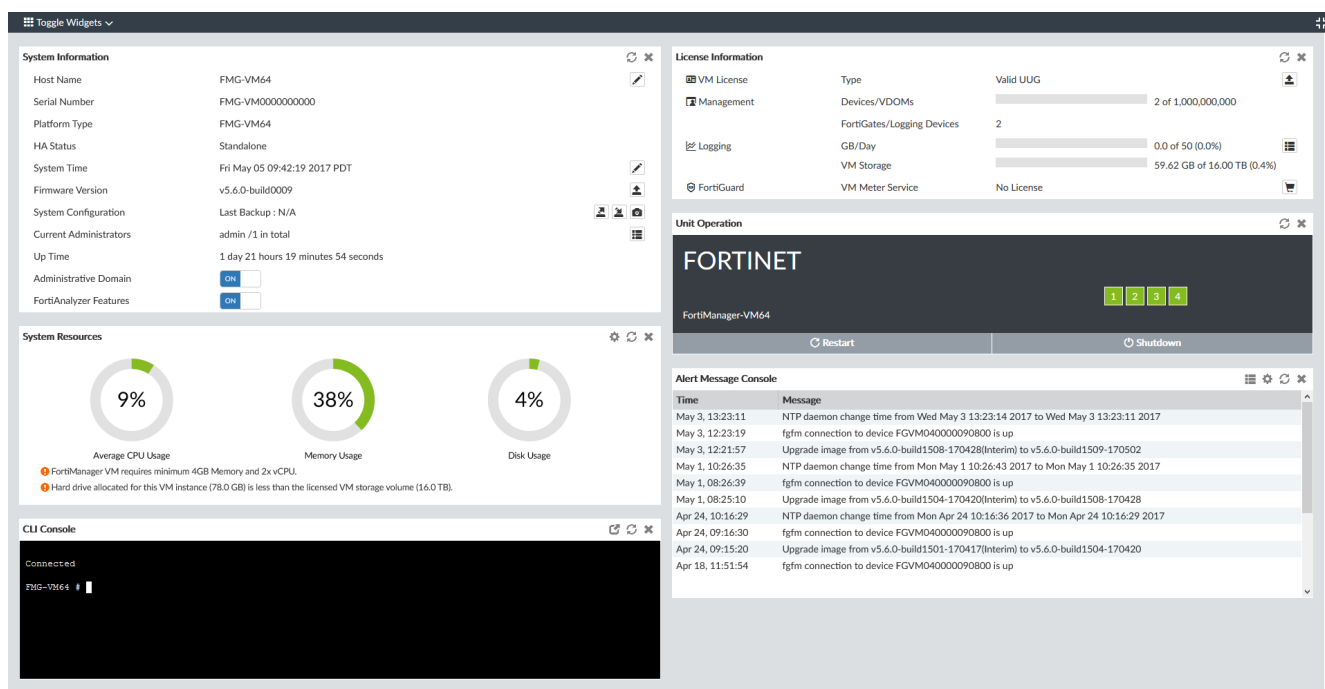 Toggle Widgets
System Information
Host Name FMG-VM64
Serial Number FMG-VM0000000000
Platform Type FMG-VM64
HA Status Standalone
System Time Fri May 05 09:42:19 2017 PDT
Firmware Version v5.6.0-build0009
System Configuration Last Backup : N/A
Current Administrators admin /1 in total
Up Time 1 day 21 hours 19 minutes 54 seconds
Administrative Domain ON
FortiAnalyzer Features ON
System Resources
9% 38% 4%
Average CPU Usage Memory Usage Disk Usage
FortiManager VM requires minimum 4GB Memory and 2x vCPU.
Hard drive allocated for this VM instance (78.0 GB) is less than the licensed VM storage volume (16.0 TB).
CLI Console
Connected
FMG-VM64 #
License Information
VM License Type Valid UUG
Management Devices/VDOMs 2 of 1,000,000,000
FortiGates/Logging Devices 2
Logging GB/Day 0.0 of 50 (0.0%)
VM Storage 59.62 GB of 16.00 TB (0.4%)
FortiGuard VM Meter Service No License
Unit Operation
FORTINET
1 2 3 4
FortiManager-VM64
Restart Shutdown
Alert Message Console
Time Message
May 3, 13:23:11 NTP daemon change time from Wed May 3 13:23:14 2017 to Wed May 3 13:23:11 2017
May 3, 12:23:19 fgfm connection to device FGVM040000090800 is up
May 3, 12:21:57 Upgrade image from v5.6.0-build1508-170428(Interim) to v5.6.0-build1509-170502
May 1, 10:26:35 NTP daemon change time from Mon May 1 10:26:43 2017 to Mon May 1 10:26:35 2017
May 1, 08:26:39 fgfm connection to device FGVM040000090800 is up
May 1, 08:25:10 Upgrade image from v5.6.0-build1504-170420(Interim) to v5.6.0-build1508-170428
Apr 24, 10:16:29 NTP daemon change time from Mon Apr 24 10:16:36 2017 to Mon Apr 24 10:16:29 2017
Apr 24, 09:16:30 fgfm connection to device FGVM040000090800 is up
Apr 24, 09:15:20 Upgrade image from v5.6.0-build1501-170417(Interim) to v5.6.0-build1504-170420
Apr 18, 11:51:54 fgfm connection to device FGVM040000090800 is up